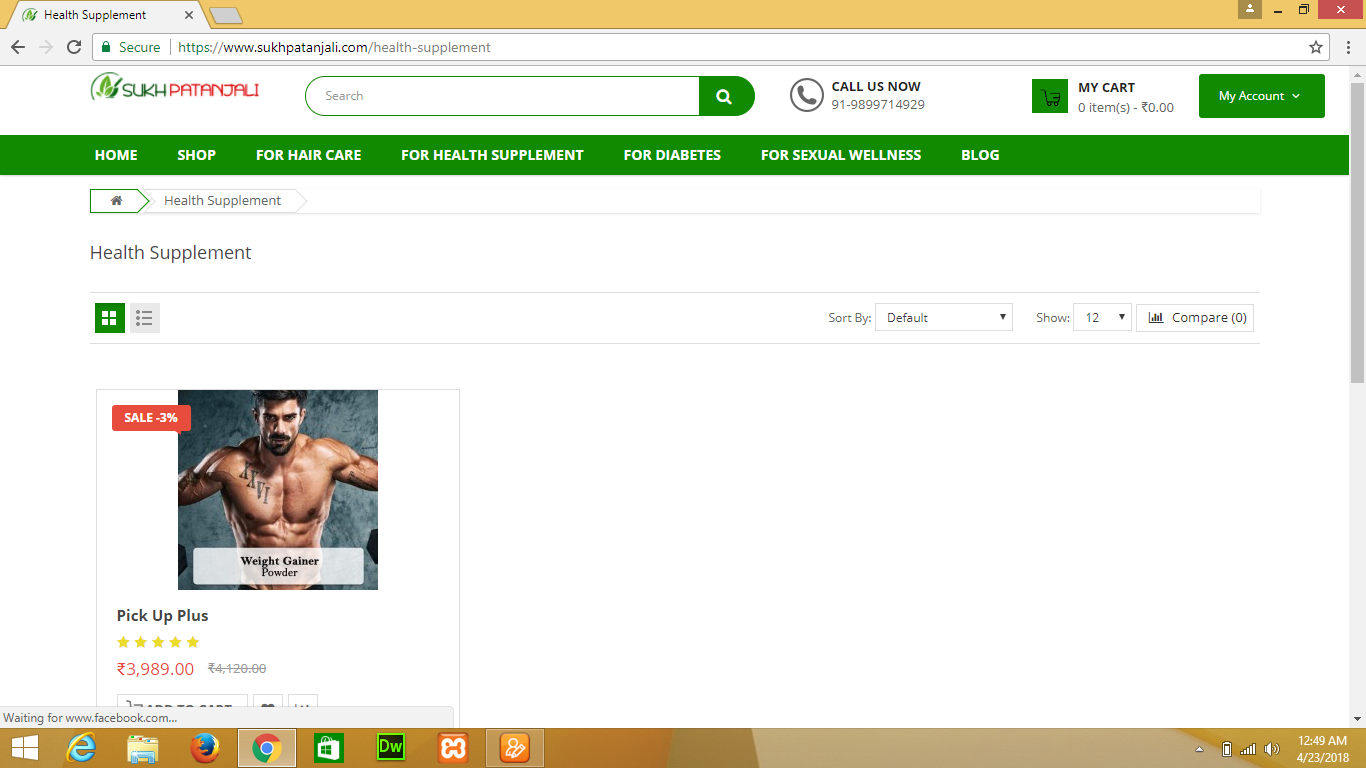 Health Supplement
Secure
https://www.sukhpatanjali.com/health-supplement
SUKH PATANJALI
Search
CALL US NOW
91-9899714929
MY CART
0 item(s) - ₹0.00
My Account
HOME
SHOP
FOR HAIR CARE
FOR HEALTH SUPPLEMENT
FOR DIABETES
FOR SEXUAL WELLNESS
BLOG
Health Supplement
Health Supplement
Sort By:
Default
Show:
12
Compare (0)
SALE -3%
XXVI
Weight Gainer
Powder
Pick Up Plus
₹3,989.00
₹4,120.00
ADD TO CART
Waiting for www.facebook.com...
Dw
12:49 AM
4/23/2018